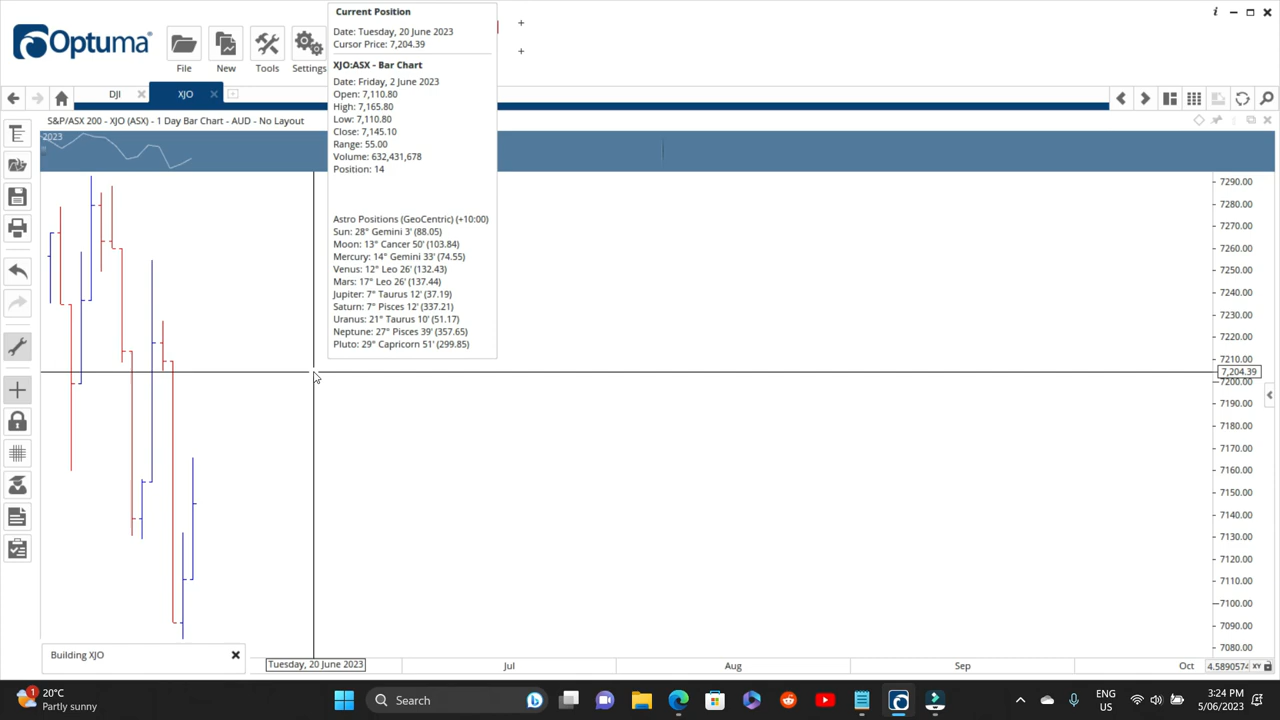 Optuma
File
New
Tools
Settings
Current Position
Date: Tuesday, 20 June 2023
Cursor Price: 7,204.39
XJO:ASX - Bar Chart
Date: Friday, 2 June 2023
Open: 7,110.80
High: 7,165.80
Low: 7,110.80
Close: 7,145.10
Range: 55.00
Volume: 632,431,678
Position: 14
Astro Positions (GeoCentric) (+10:00)
Sun: 28° Gemini 3' (88.05)
Moon: 13° Cancer 50' (103.84)
Mercury: 14° Gemini 33' (74.55)
Venus: 12° Leo 26' (132.43)
Mars: 17° Leo 26' (137.44)
Jupiter: 7° Taurus 12' (37.19)
Saturn: 7° Pisces 12' (337.21)
Uranus: 21° Taurus 10' (51.17)
Neptune: 27° Pisces 39' (357.65)
Pluto: 29° Capricorn 51' (299.85)
DJI
XJO
S&P/ASX 200 - XJO (ASX) - 1 Day Bar Chart - AUD - No Layout
2023
7290.00
7280.00
7270.00
7260.00
7250.00
7240.00
7230.00
7220.00
7210.00
7,204.39
7200.00
7190.00
7180.00
7170.00
7160.00
7150.00
7140.00
7130.00
7120.00
7110.00
7100.00
7090.00
7080.00
Building XJO
Tuesday, 20 June 2023
Jul
Aug
Sep
Oct
4.5890574
XY
1
20°C
Partly sunny
Search
ENG
US
3:24 PM
5/06/2023